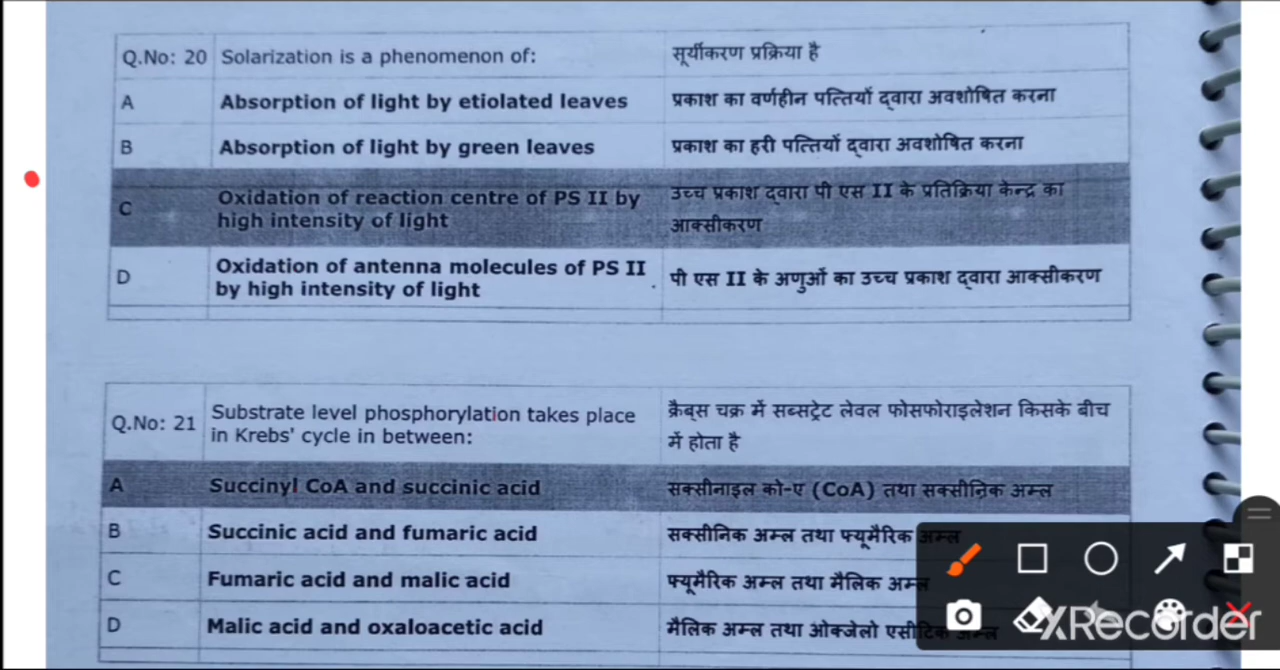 Q.No: 20 Solarization is a phenomenon of: सूर्यीकरण प्रक्रिया है
A Absorption of light by etiolated leaves प्रकाश का वर्णहीन पत्तियों द्वारा अवशोषित करना
B Absorption of light by green leaves प्रकाश का हरी पत्तियों द्वारा अवशोषित करना
C Oxidation of reaction centre of PS II by उच्च प्रकाश द्वारा पी एस II के प्रतिक्रिया केन्द्र का
high intensity of light आक्सीकरण
D Oxidation of antenna molecules of PS II पी एस II के अणुओं का उच्च प्रकाश द्वारा आक्सीकरण
by high intensity of light
Q.No: 21 Substrate level phosphorylation takes place क्रैब्स चक्र में सब्सट्रेट लेवल फोसफोराइलेशन किसके बीच
in Krebs' cycle in between: में होता है
A Succinyl CoA and succinic acid सक्सीनाइल को-ए (CoA) तथा सक्सीनिक अम्ल
B Succinic acid and fumaric acid सक्सीनिक अम्ल तथा फ्यूमैरिक अम्ल
C Fumaric acid and malic acid फ्यूमैरिक अम्ल तथा मैलिक अम्ल
D Malic acid and oxaloacetic acid मैलिक अम्ल तथा ओक्जेलो एसीटिक अम्ल
XRecorder